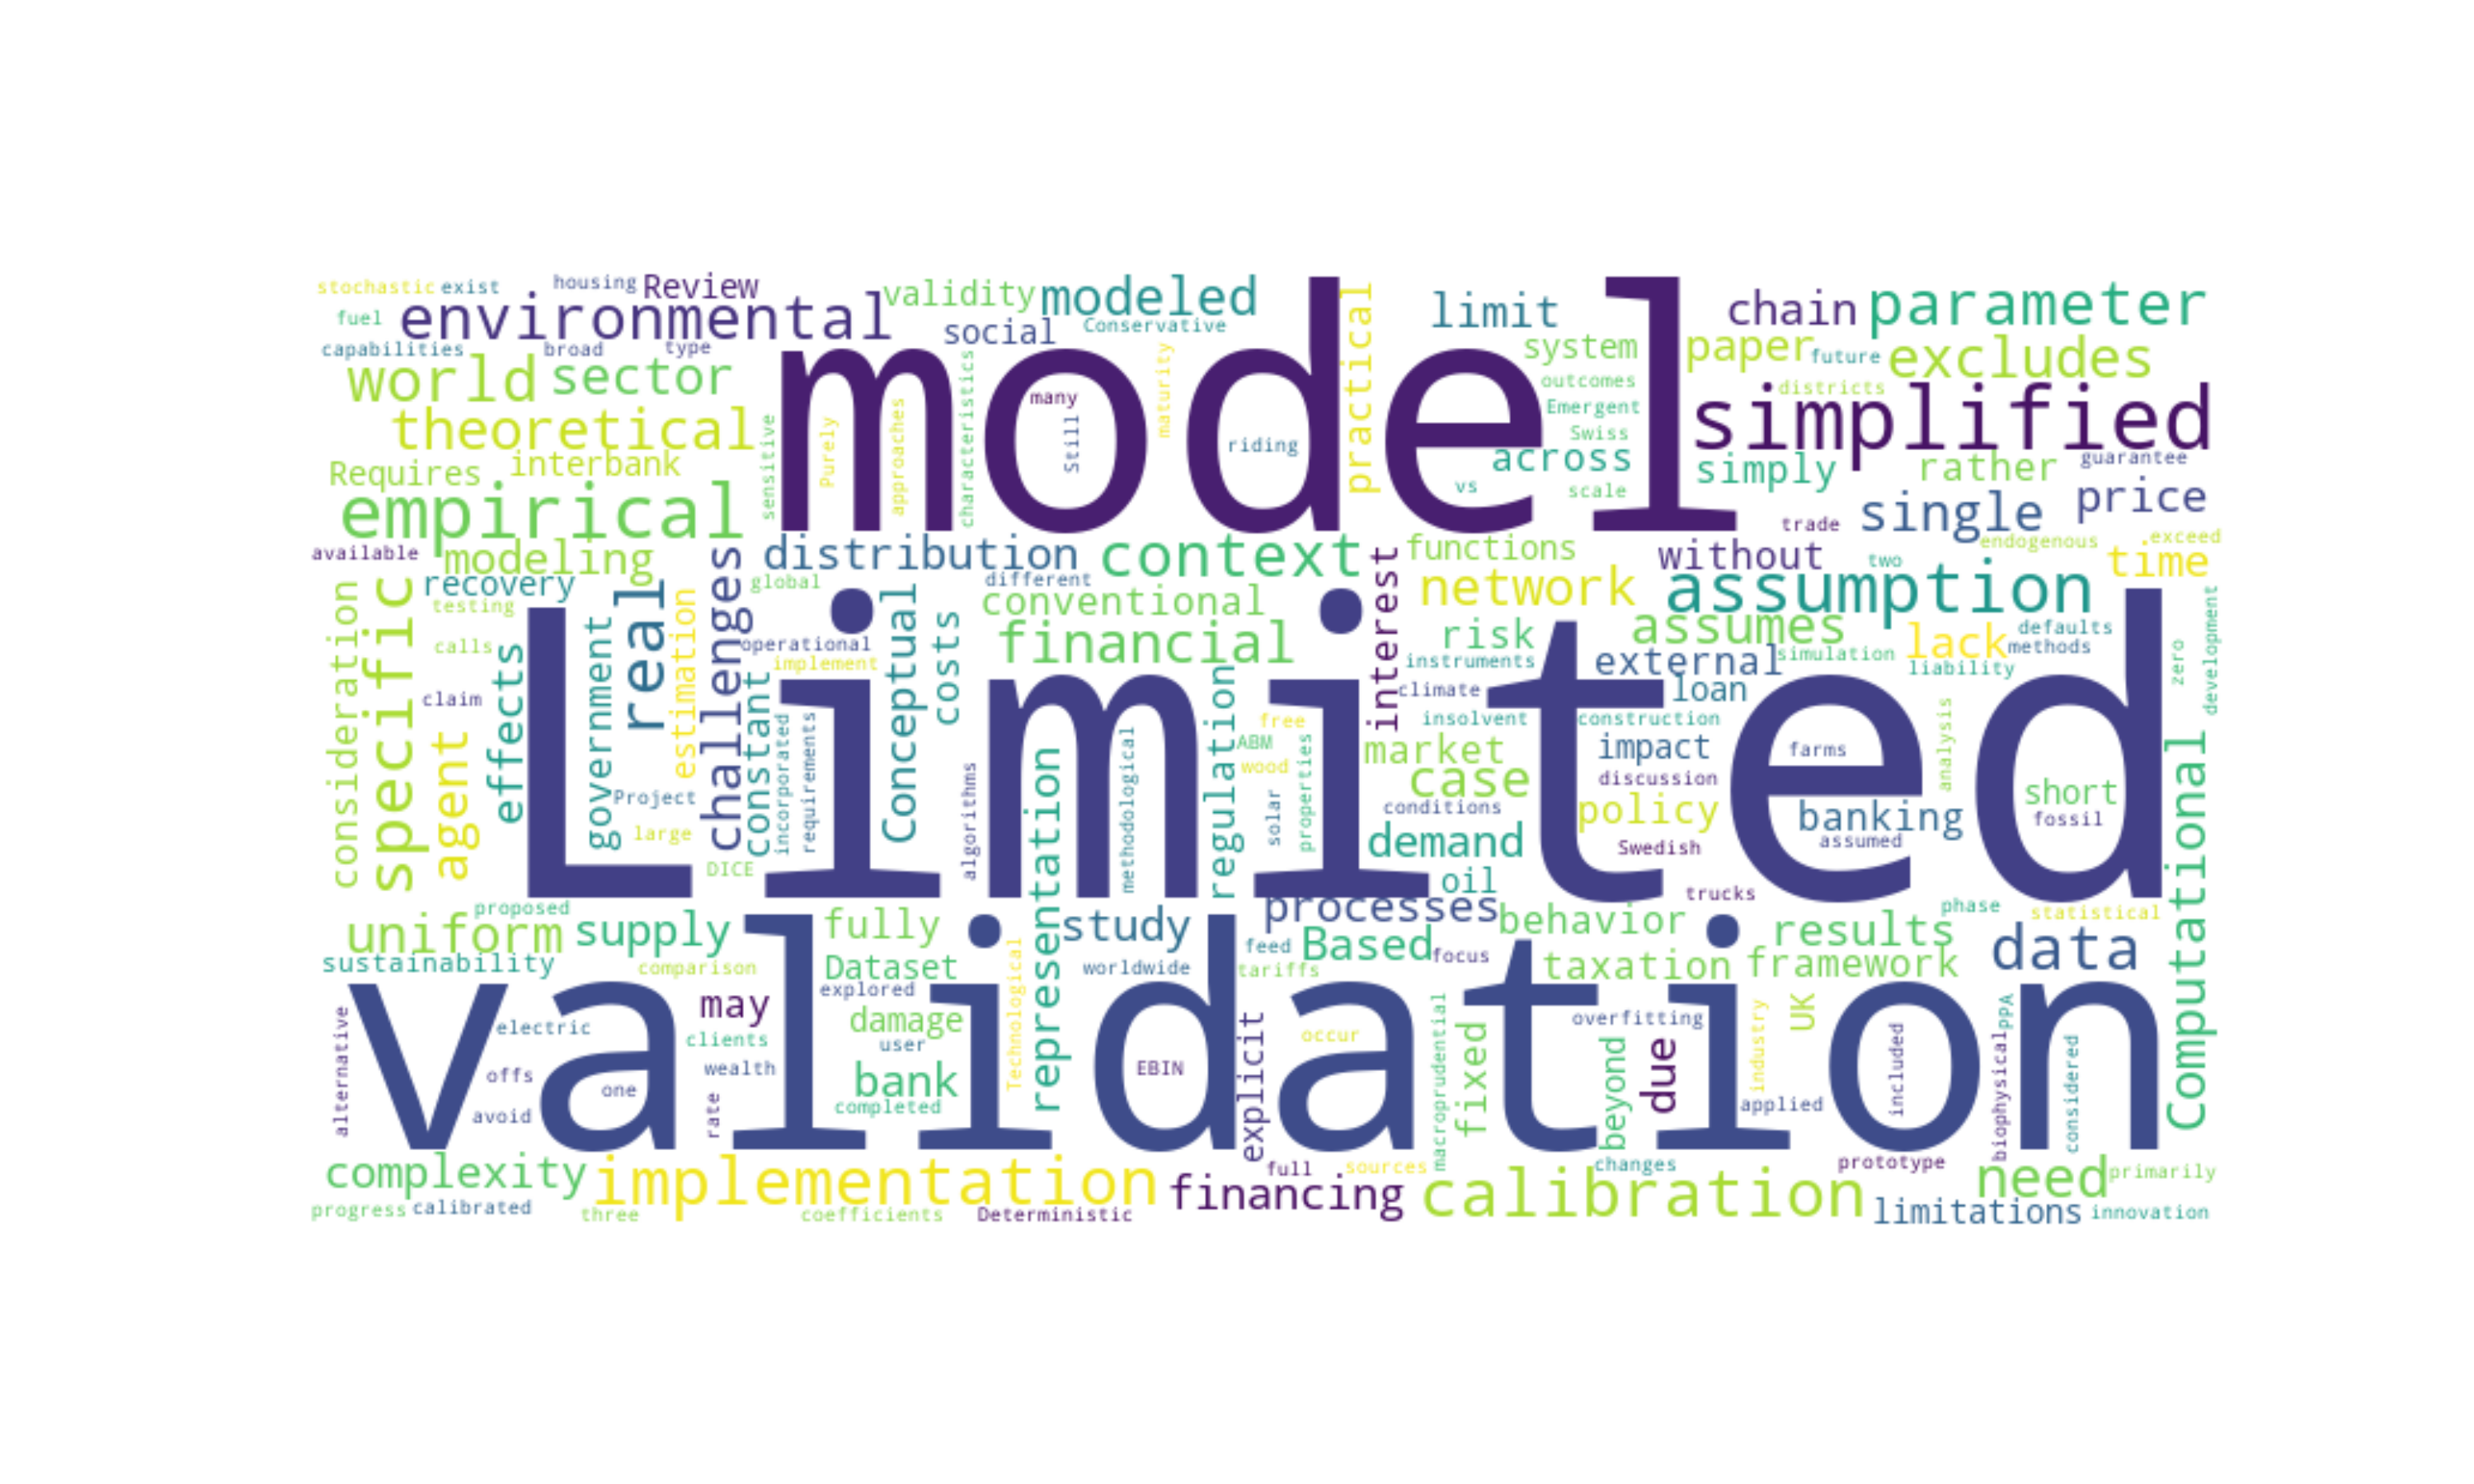 stochastic exist housing Review validity modeled practical limit chain parameter
fuel environmental social Conservative model system paper future excludes
capabilities broad type characteristics maturity outcomes districts
world sector many Emergent simplified
theoretical sensitive Purely approaches Still riding Swiss
Requires interbank across simply rather guarantee
empirical vs scale single price
trade
available modeling challenges distribution context interest functions without endogenous exceed
recovery global different network assumption two time
consideration specific testing real estimation Conceptual costs conventional risk assumes lack defaults development
calls effects government operational financial instruments external simulation methods zero
claim implement constant Limited regulation climate loan liability
agent Project incorporated requirements methodological free insolvent construction analysis
large algorithms representation ABM market impact farms Computational
DICE wood case discussion short
solar properties conditions policy banking fossil
demand Swedish assumed
oil trucks
proposed processes phase statistical
uniform supply fully study Based behavior results data
sustainability comparison Dataset Technological worldwide feed focus taxation framework
explored tariffs
alternative electric may damage explicit macroprudential fixed overfitting industry UK biophysical PPA
clients user occur beyond due included considered
offs one wealth EBIN validation
avoid rate bank applied
completed
complexity implementation full sources changes prototype need primarily
progress calibrated three coefficients Deterministic financing calibration limitations innovation